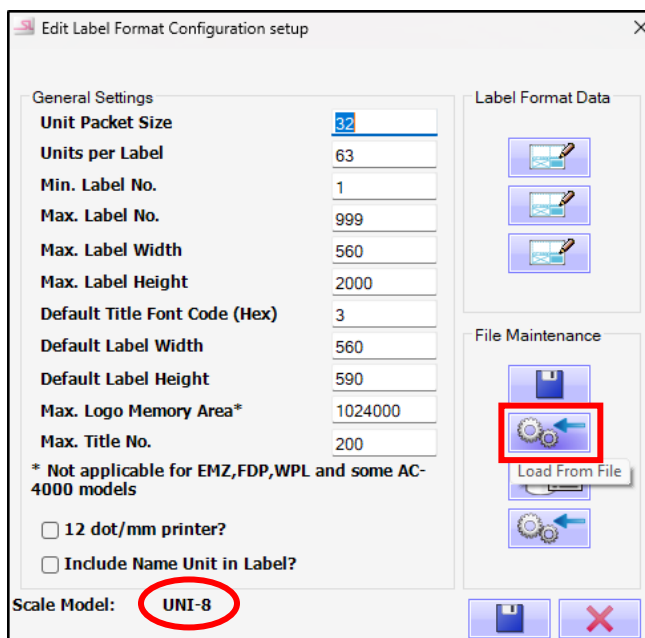 Edit Label Format Configuration setup
General Settings
Unit Packet Size 32
Units per Label 63
Min. Label No. 1
Max. Label No. 999
Max. Label Width 560
Max. Label Height 2000
Default Title Font Code (Hex) 3
Default Label Width 560
Default Label Height 590
Max. Logo Memory Area* 1024000
Max. Title No. 200
* Not applicable for EMZ,FDP,WPL and some AC-
4000 models
12 dot/mm printer?
Include Name Unit in Label?
Scale Model: UNI-8
Label Format Data
File Maintenance
Load From File